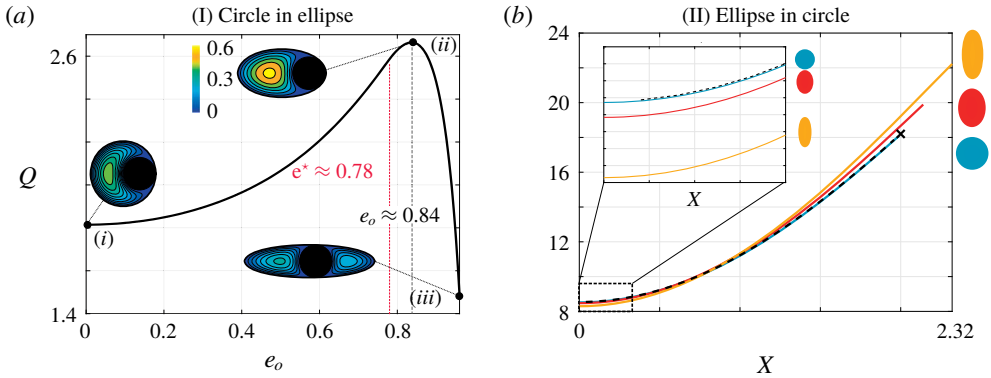 (a)
(I) Circle in ellipse
2.6
0.6
0.3
0
(ii)
Q
e⋆ ≈ 0.78
(i)
e_o ≈ 0.84
(iii)
1.4
0
0.2
0.4
0.6
0.8
e_o
(b)
(II) Ellipse in circle
24
20
16
12
8
X
0
2.32
X